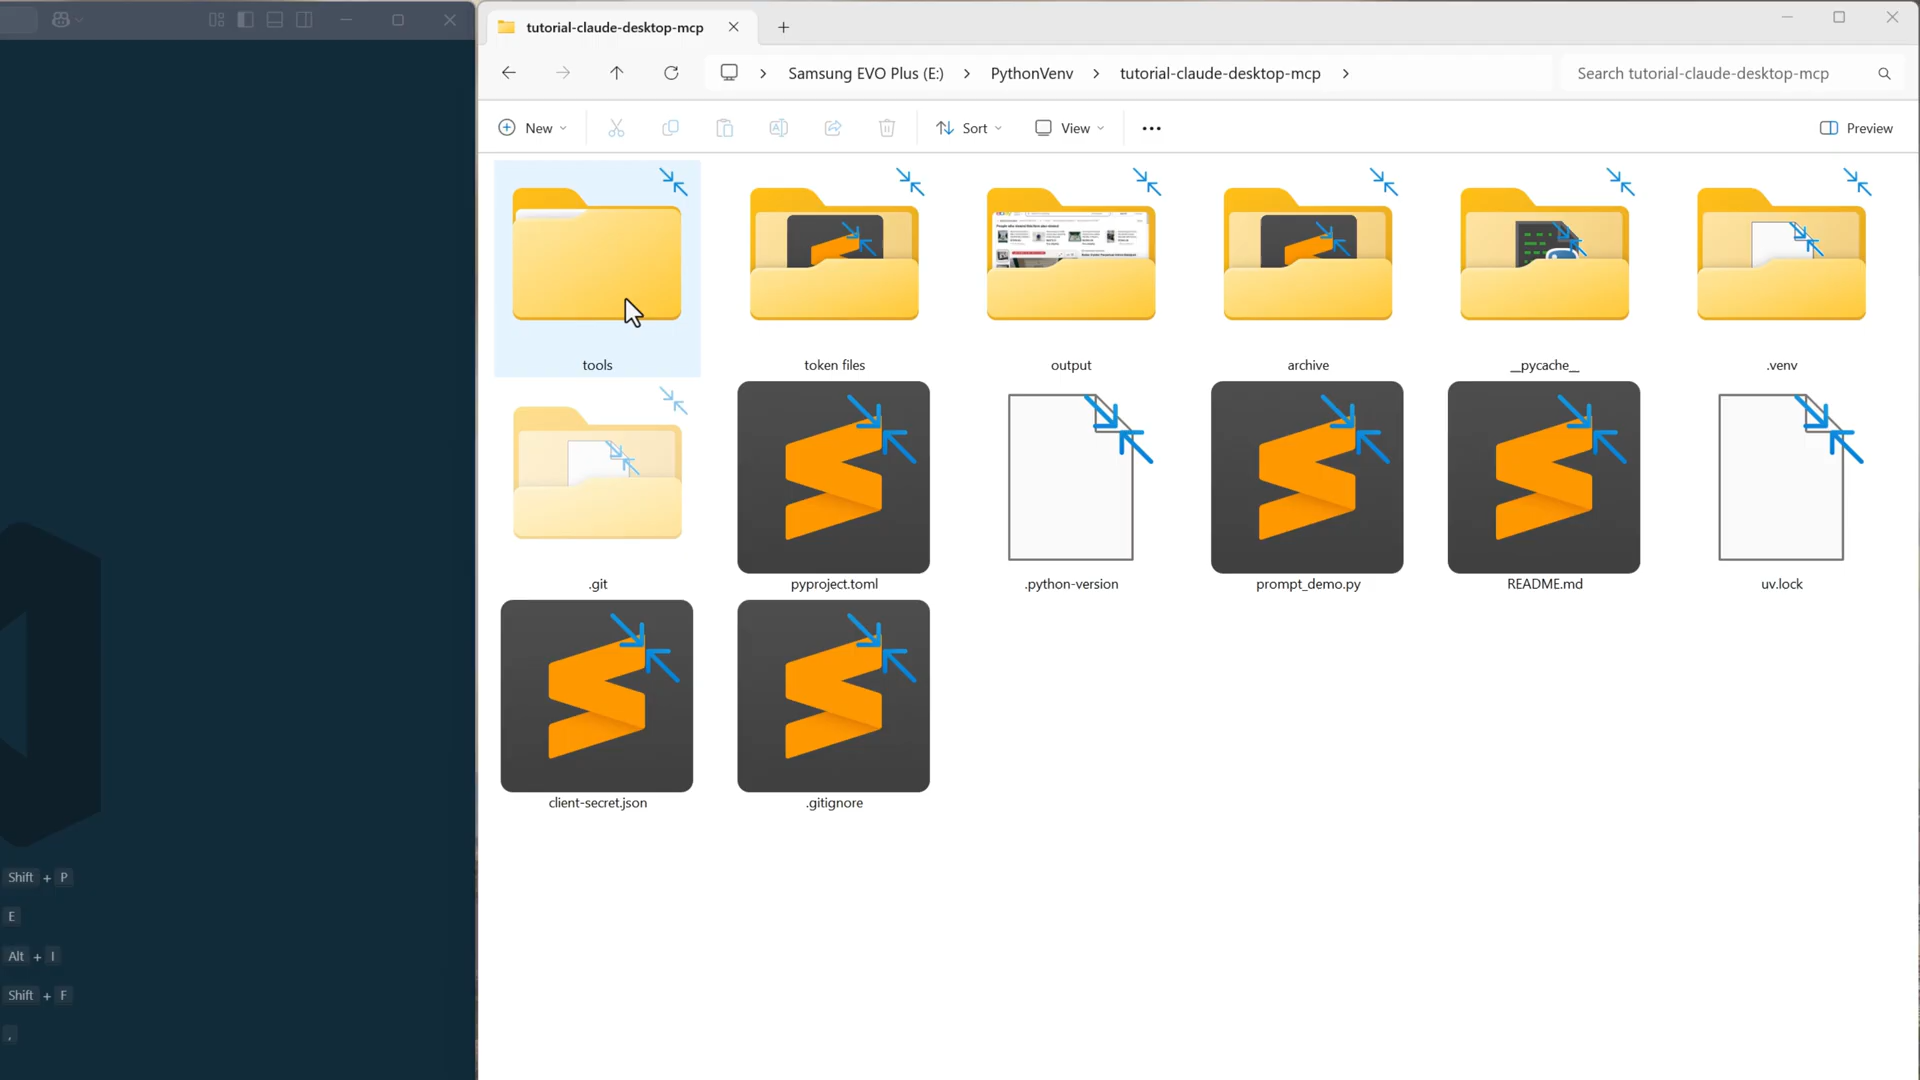 tutorial-claude-desktop-mcp
Samsung EVO Plus (E:) PythonVenv tutorial-claude-desktop-mcp
Search tutorial-claude-desktop-mcp
New
Sort
View
Preview
tools
token files
output
archive
__pycache__
.venv
.git
pyproject.toml
.python-version
prompt_demo.py
README.md
uv.lock
client-secret.json
.gitignore
Shift + P
E
Alt + I
Shift + F
,